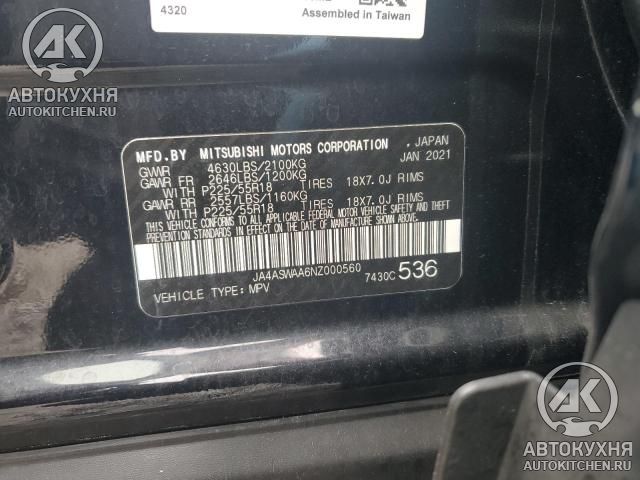 4320
Assembled in Taiwan
АК
АВТОКУХНЯ
AUTOKITCHEN.RU
MFD.BY MITSUBISHI MOTORS CORPORATION , JAPAN
GVWR 4630LBS/2100KG JAN 2021
GAWR FR 2646LBS/1200KG
WITH P225/55R18 TIRES 18X7.0J RIMS
GAWR RR 2557LBS/1160KG
WITH P225/55R18 TIRES 18X7.0J RIMS
THIS VEHICLE CONFORMS TO ALL APPLICABLE FEDERAL MOTOR VEHICLE SAFETY AND THEFT
PREVENTION STANDARDS IN EFFECT ON THE DATE OF MANUFACTURE SHOWN ABOVE.
JA4ASWAA6NZ000560
7430C 536
VEHICLE TYPE: MPV
АК
АВТОКУХНЯ
AUTOKITCHEN.RU